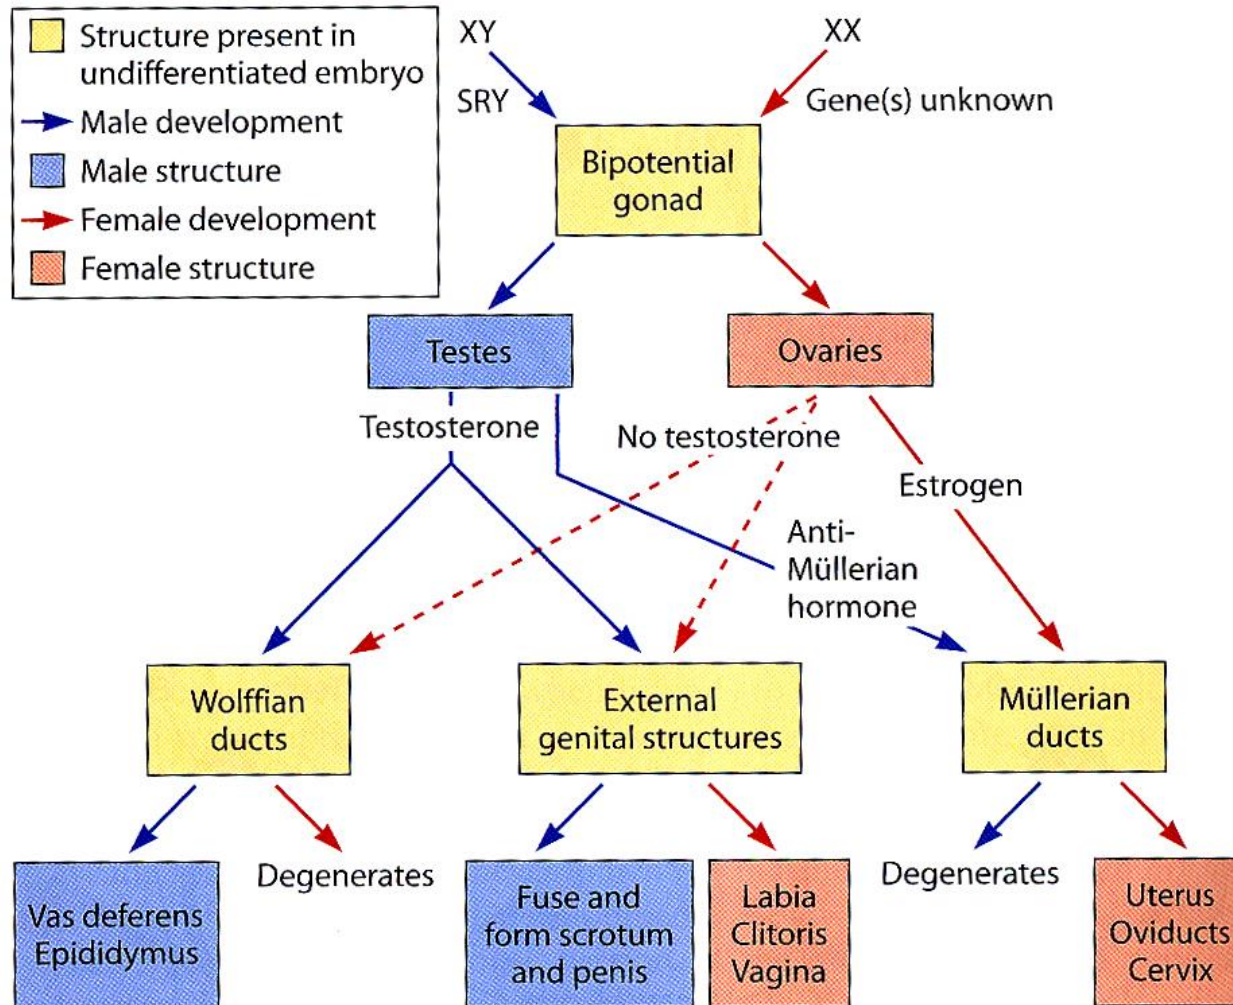 Structure present in
undifferentiated embryo
Male development
Male structure
Female development
Female structure
XY
XX
SRY
Gene(s) unknown
Bipotential
gonad
Testes
Ovaries
Testosterone
No testosterone
Estrogen
Anti-
Müllerian
hormone
Wolffian
ducts
External
genital structures
Müllerian
ducts
Vas deferens
Epididymus
Degenerates
Fuse and
form scrotum
and penis
Labia
Clitoris
Vagina
Degenerates
Uterus
Oviducts
Cervix